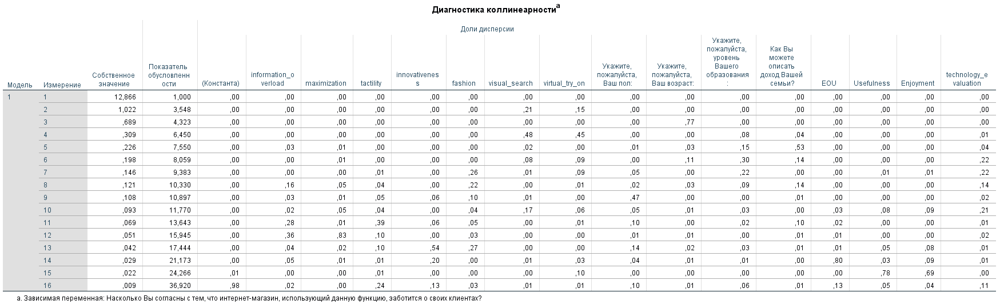 Диагностика коллинеарностиa
Доли дисперсии
Модель Измерение Собственное значение Показатель обусловленн ости (Константа) information_o verload maximization tactility innovativenes s fashion visual_search virtual_try_on Укажите, пожалуйста, Ваш пол: Укажите, пожалуйста, Ваш возраст: Укажите, пожалуйста, уровень Вашего образования : Как Вы можете описать доход Вашей семьи? EOU Usefulness Enjoyment technology_e valuation
1 1 12,866 1,000 ,00 ,00 ,00 ,00 ,00 ,00 ,00 ,00 ,00 ,00 ,00 ,00 ,00 ,00 ,00 ,00
2 1,022 3,548 ,00 ,00 ,00 ,00 ,00 ,00 ,21 ,15 ,00 ,00 ,00 ,00 ,00 ,00 ,00 ,00
3 ,689 4,323 ,00 ,00 ,00 ,00 ,00 ,00 ,00 ,00 ,00 ,77 ,00 ,00 ,00 ,00 ,00 ,00
4 ,309 6,450 ,00 ,00 ,00 ,00 ,00 ,00 ,48 ,45 ,00 ,00 ,08 ,04 ,00 ,00 ,00 ,01
5 ,226 7,550 ,00 ,03 ,01 ,00 ,00 ,00 ,02 ,00 ,01 ,03 ,15 ,53 ,00 ,00 ,00 ,04
6 ,198 8,059 ,00 ,00 ,01 ,00 ,00 ,00 ,08 ,09 ,00 ,11 ,30 ,14 ,00 ,00 ,00 ,22
7 ,146 9,383 ,00 ,00 ,00 ,01 ,00 ,26 ,01 ,09 ,05 ,00 ,22 ,00 ,00 ,01 ,01 ,22
8 ,121 10,330 ,00 ,16 ,05 ,04 ,00 ,22 ,00 ,01 ,02 ,03 ,09 ,14 ,00 ,00 ,00 ,14
9 ,108 10,897 ,00 ,03 ,01 ,05 ,06 ,10 ,01 ,00 ,47 ,00 ,00 ,01 ,00 ,00 ,00 ,02
10 ,093 11,770 ,00 ,02 ,05 ,04 ,00 ,04 ,17 ,06 ,05 ,01 ,03 ,00 ,03 ,08 ,09 ,21
11 ,069 13,643 ,00 ,28 ,01 ,39 ,06 ,05 ,00 ,01 ,10 ,00 ,02 ,10 ,02 ,00 ,00 ,01
12 ,051 15,945 ,00 ,36 ,83 ,10 ,00 ,03 ,00 ,00 ,01 ,01 ,00 ,01 ,01 ,00 ,00 ,02
13 ,042 17,444 ,00 ,04 ,02 ,10 ,54 ,27 ,00 ,00 ,14 ,02 ,03 ,01 ,01 ,05 ,08 ,01
14 ,029 21,173 ,00 ,05 ,01 ,01 ,20 ,00 ,01 ,03 ,04 ,01 ,01 ,00 ,80 ,03 ,09 ,01
15 ,022 24,266 ,01 ,00 ,00 ,01 ,00 ,00 ,00 ,10 ,00 ,00 ,00 ,00 ,00 ,78 ,69 ,00
16 ,009 36,920 ,98 ,02 ,00 ,24 ,13 ,03 ,01 ,01 ,10 ,01 ,06 ,01 ,13 ,05 ,04 ,11
a. Зависимая переменная: Насколько Вы согласны с тем, что интернет-магазин, использующий данную функцию, заботится о своих клиентах?